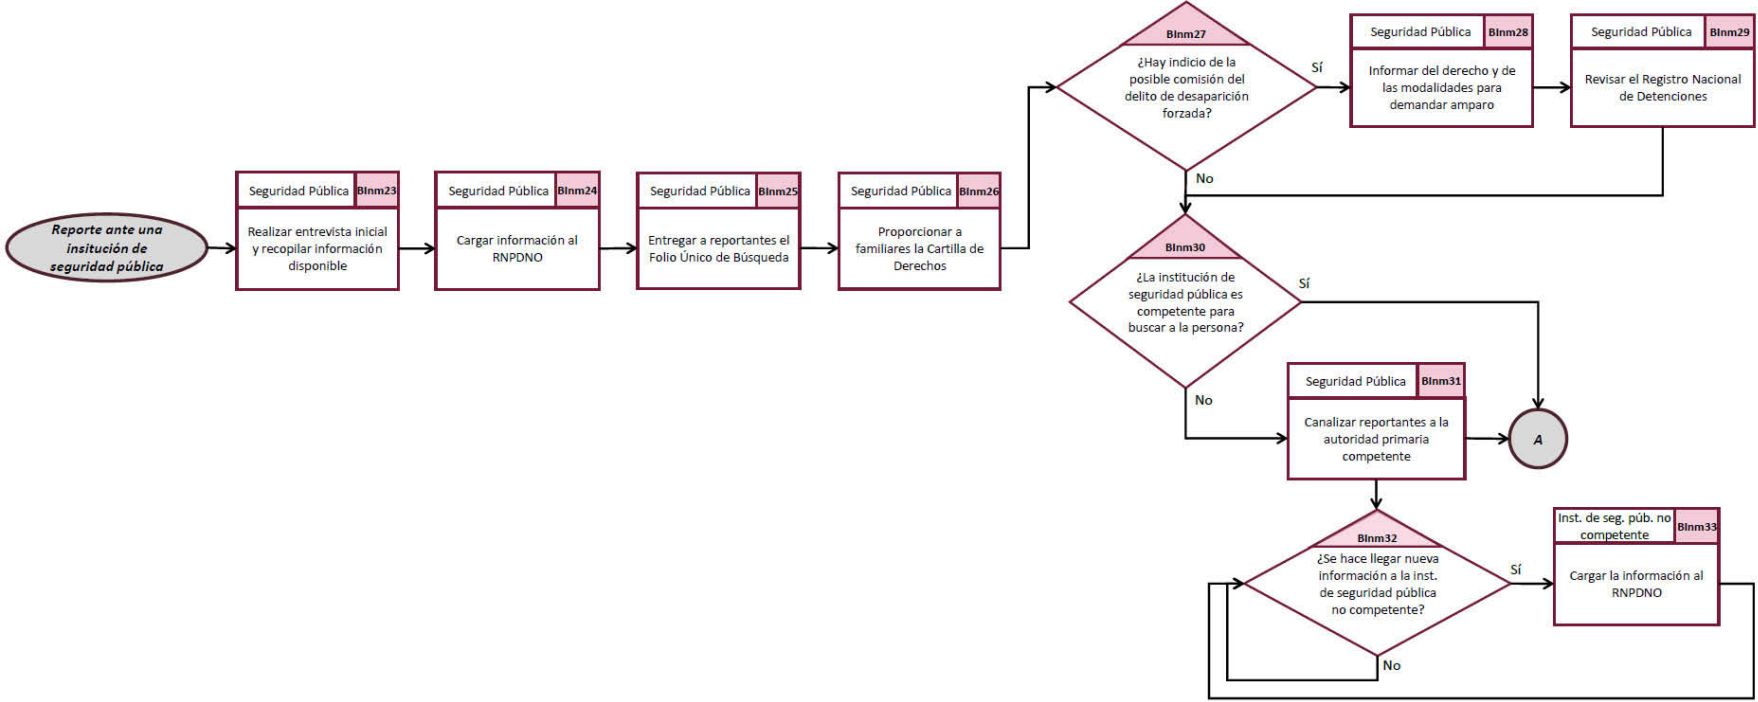 Reporte ante una
insitución de
seguridad pública
Seguridad Pública BInm23
Realizar entrevista inicial
y recopilar información
disponible
Seguridad Pública BInm24
Cargar información al
RNPDNO
Seguridad Pública BInm25
Entregar a reportantes el
Folio Único de Búsqueda
Seguridad Pública BInm26
Proporcionar a
familiares la Cartilla de
Derechos
BInm27
¿Hay indicio de la
posible comisión del
delito de desaparición
forzada?
Sí
No
Seguridad Pública BInm28
Informar del derecho y de
las modalidades para
demandar amparo
Seguridad Pública BInm29
Revisar el Registro Nacional
de Detenciones
BInm30
¿La institución de
seguridad pública es
competente para
buscar a la persona?
Sí
No
Seguridad Pública BInm31
Canalizar reportantes a la
autoridad primaria
competente
A
BInm32
¿Se hace llegar nueva
información a la inst.
de seguridad pública
no competente?
Sí
No
Inst. de seg. púb. no
competente
BInm33
Cargar la información al
RNPDNO